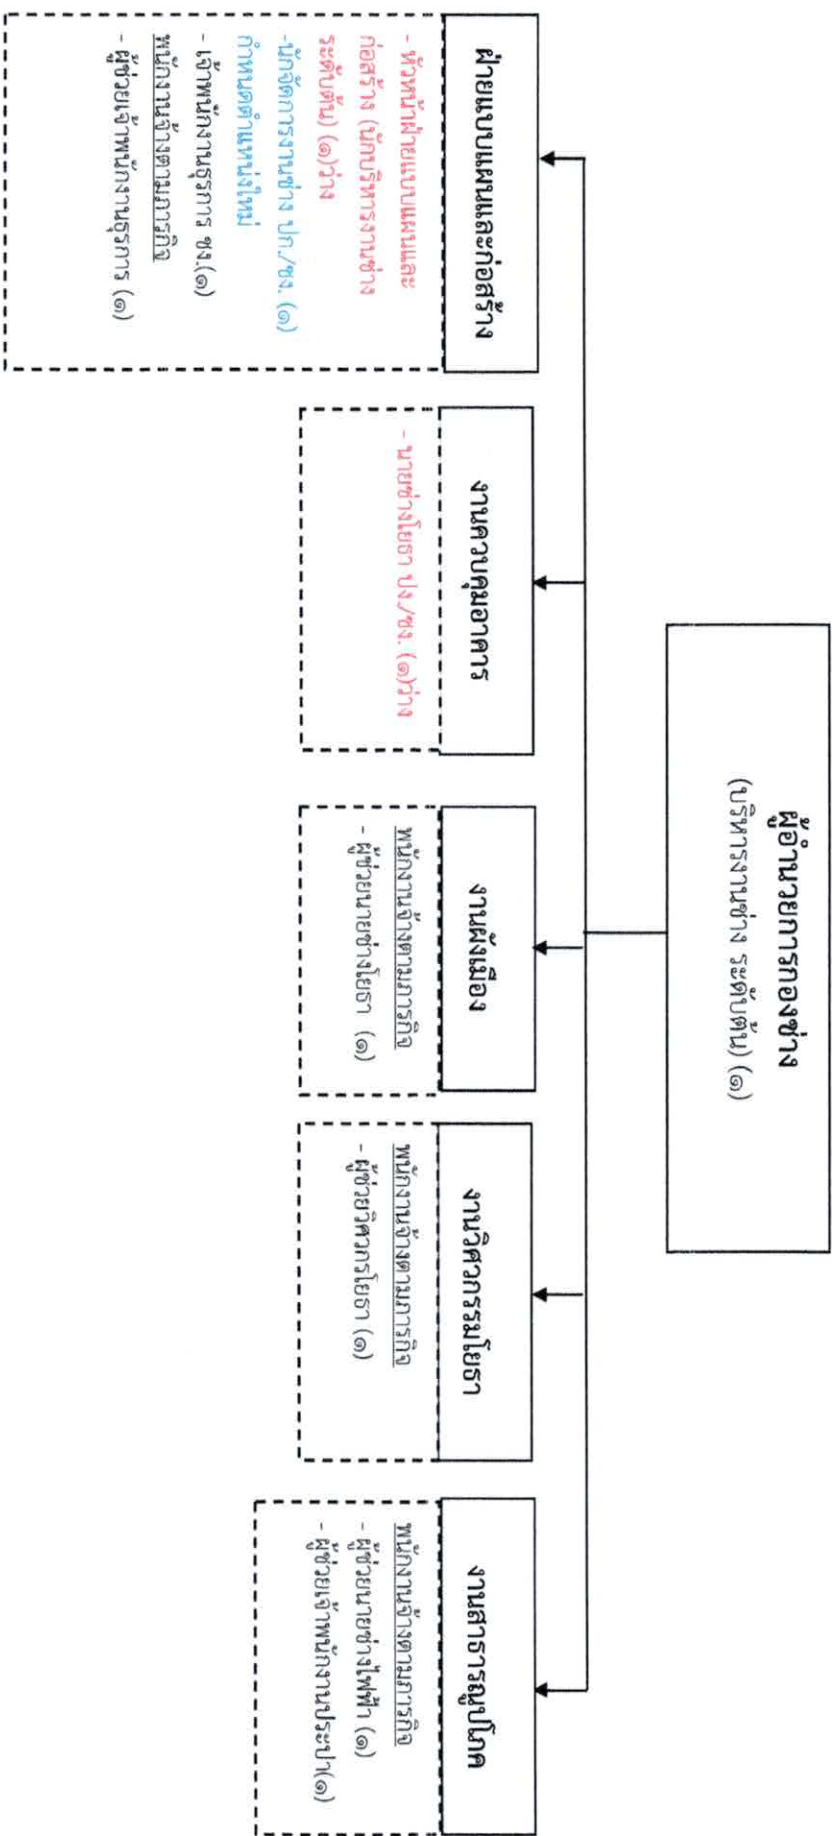 ผู้อำนวยการกองช่าง
(บริหารงานช่าง ระดับต้น) (๑)
ฝ่ายแบบแผนและก่อสร้าง
- หัวหน้าฝ่ายแบบแผนและ
ก่อสร้าง (นักบริหารงานช่าง
ระดับต้น) (๑)ว่าง
-นักจัดการงานช่าง ปก./ชง. (๑)
กำหนดตำแหน่งใหม่
- เจ้าพนักงานธุรการ ชง.(๑)
พนักงานจ้างตามภารกิจ
- ผู้ช่วยเจ้าพนักงานธุรการ (๑)
งานควบคุมอาคาร
- นายช่างโยธา ปง./ชง. (๑)ว่าง
งานผังเมือง
พนักงานจ้างตามภารกิจ
- ผู้ช่วยนายช่างโยธา (๑)
งานวิศวกรรมโยธา
พนักงานจ้างตามภารกิจ
- ผู้ช่วยวิศวกรโยธา (๑)
งานสาธารณูปโภค
พนักงานจ้างตามภารกิจ
- ผู้ช่วยนายช่างไฟฟ้า (๑)
- ผู้ช่วยเจ้าพนักงานประปา(๑)